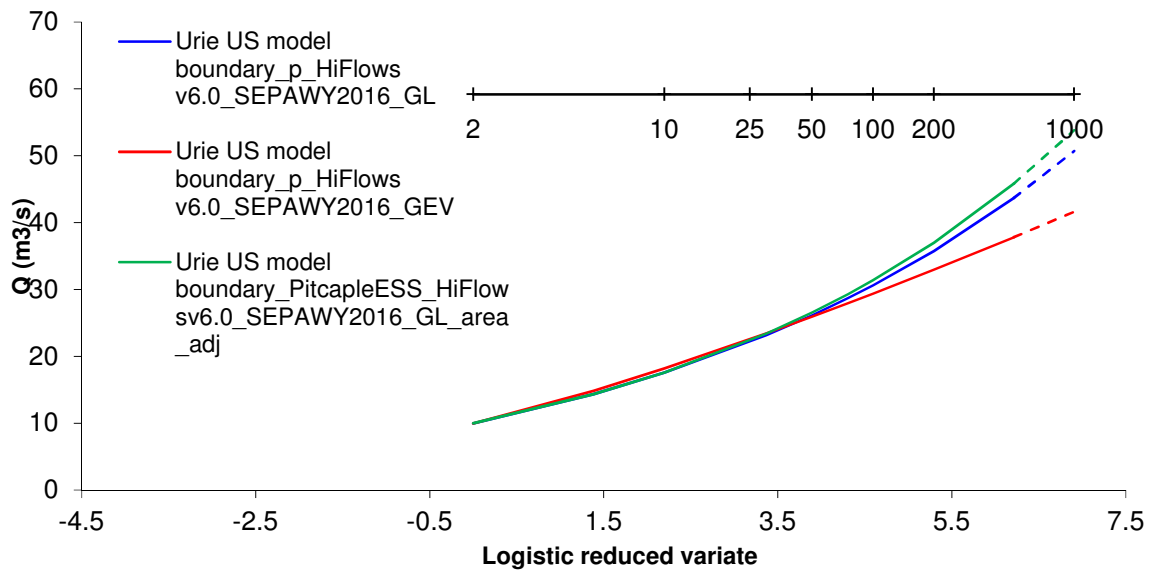 70
60
50
40
30
20
10
0
Q (m3/s)
Urie US model
boundary_p_HiFlows
v6.0_SEPAWY2016_GL
Urie US model
boundary_p_HiFlows
v6.0_SEPAWY2016_GEV
Urie US model
boundary_PitcapleESS_HiFlow
sv6.0_SEPAWY2016_GL_area
_adj
2 10 25 50 100 200 1000
-4.5 -2.5 -0.5 1.5 3.5 5.5 7.5
Logistic reduced variate